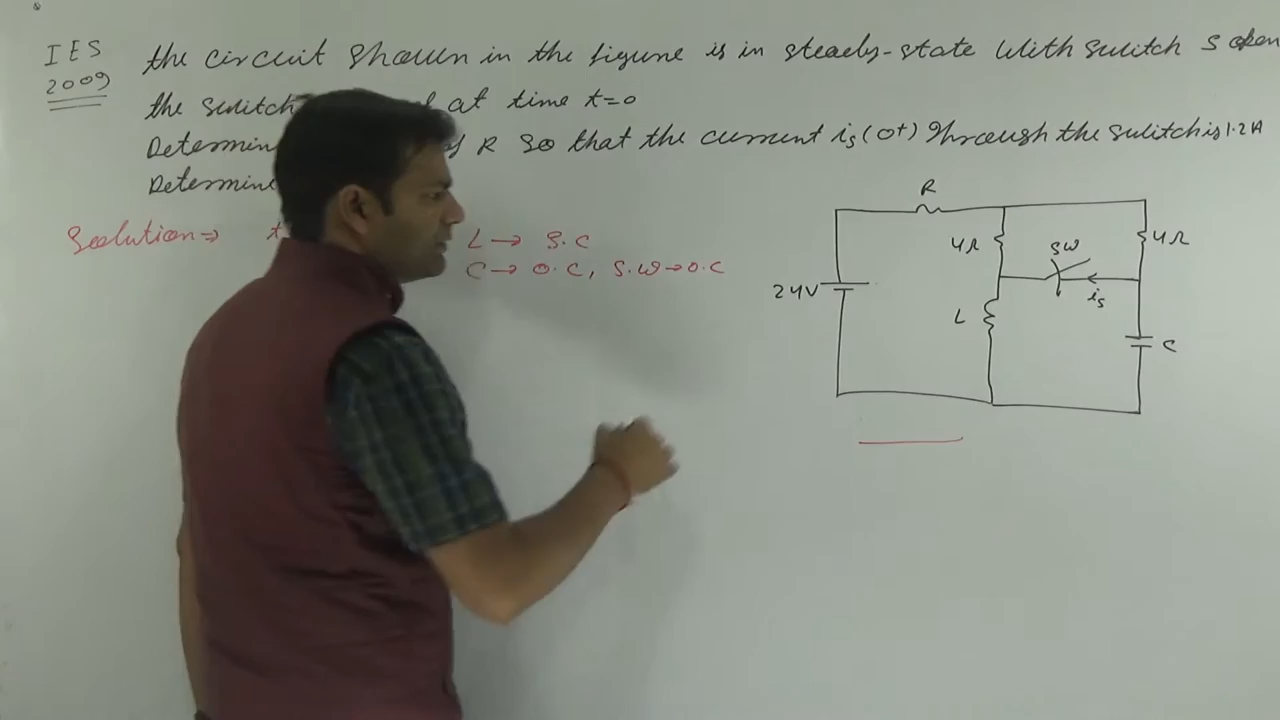 IES
2009
the circuit shown in the figure is in steady-state with switch S open
the switch at time t=0
Determin R so that the current is(0+) through the switch is 1.2A
Determine
Solution⇒ t
L → S.C
C → O.C, S.W → O.C
R
4Ω
SW
4Ω
24V
is
L
C